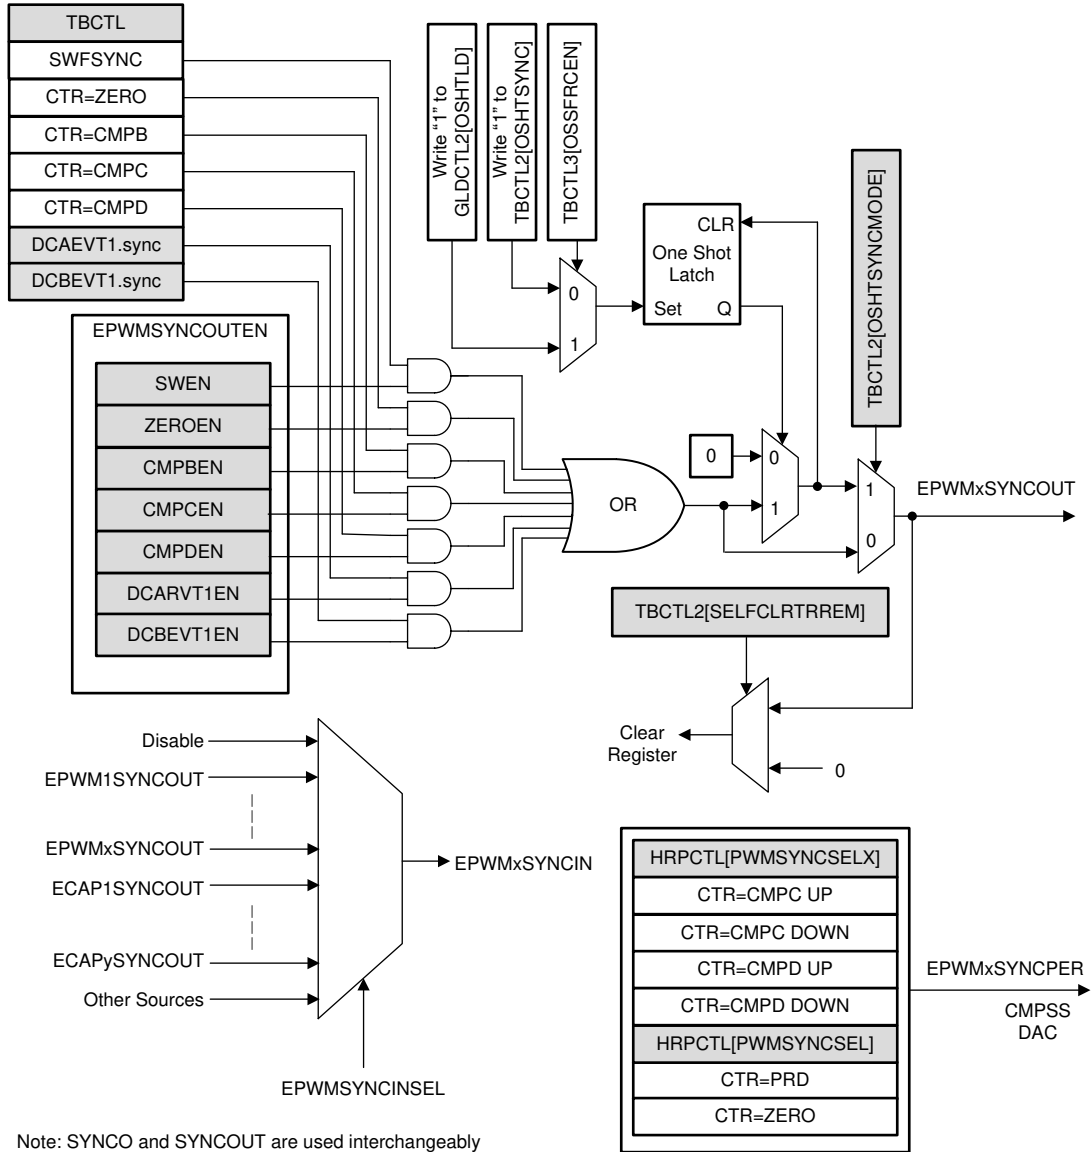 TBCTL
SWFSYNC
CTR=ZERO
CTR=CMPB
CTR=CMPC
CTR=CMPD
DCAEVT1.sync
DCBEVT1.sync
EPWMSYNCOUTEN
SWEN
ZEROEN
CMPBEN
CMPCEN
CMPDEN
DCARVT1EN
DCBEVT1EN
Write “1” to
GLDCTL2[OSHTLD]
Write “1” to
TBCTL2[OSHTSYNC]
TBCTL3[OSSFRCEN]
0
1
CLR
One Shot
Latch
Set
Q
TBCTL2[OSHTSYNCMODE]
OR
0
0
1
1
0
EPWMxSYNCOUT
TBCTL2[SELFCLRTRREM]
Clear
Register
0
Disable
EPWM1SYNCOUT
EPWMxSYNCOUT
ECAP1SYNCOUT
ECAPySYNCOUT
Other Sources
EPWMxSYNCIN
EPWMSYNCINSEL
HRPCTL[PWMSYNCSELX]
CTR=CMPC UP
CTR=CMPC DOWN
CTR=CMPD UP
CTR=CMPD DOWN
HRPCTL[PWMSYNCSEL]
CTR=PRD
CTR=ZERO
EPWMxSYNCPER
CMPSS
DAC
Note: SYNCO and SYNCOUT are used interchangeably